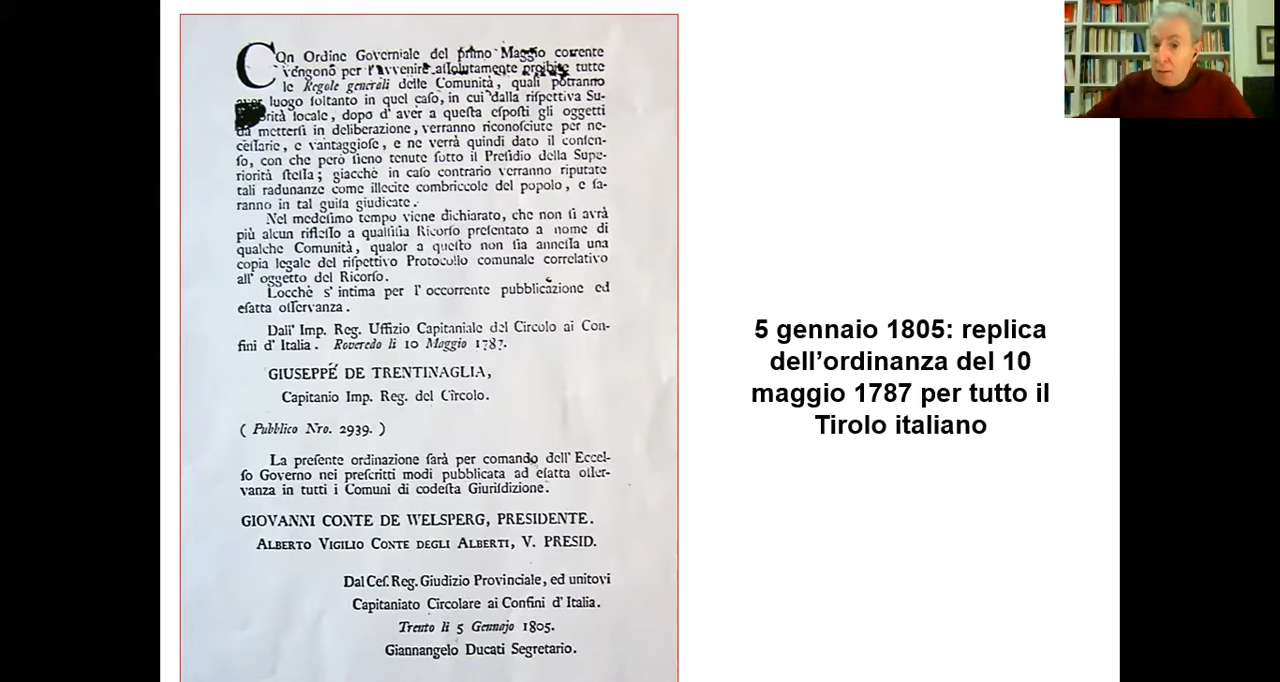 COn Ordine Governiale del primo Maggio corrente
vengono per l'avvenire assolutamente proibite tutte
le Regole generali delle Comunità, quali potranno
aver luogo ſoltanto in quel caſo, in cui dalla riſpettiva Su-
rità locale, dopo d' aver a queſta eſpoſti gli oggetti
da metterſi in deliberazione, verranno riconoſciute per ne-
ceſſarie, e vantaggioſe, e ne verrà quindi dato il conſen-
ſo, con che però ſieno tenute ſotto il Preſidio della Supe-
riorità ſteſſa; giacchè in caſo contrario verranno riputate
tali radunanze come illecite combriccole del popolo, e ſa-
ranno in tal guiſa giudicate.
Nel medeſimo tempo viene dichiarato, che non ſi avrà
più alcun rifleſſo a qualſiſia Ricorſo preſentato a nome di
qualche Comunità, qualor a queſto non ſia anneſſa una
copia legale del riſpettivo Protocollo comunale correlativo
all' oggetto del Ricorſo.
Locchè s' intima per l' occorrente pubblicazione ed
eſatta oſſervanza.
Dall' Imp. Reg. Uffizio Capitaniale del Circolo ai Con-
fini d' Italia. Roveredo li 10 Maggio 1787.
GIUSEPPE DE TRENTINAGLIA,
Capitanio Imp. Reg. del Circolo.
( Pubblico Nro. 2939. )
La preſente ordinazione ſarà per comando dell' Eccel-
ſo Governo nei preſcritti modi pubblicata ad eſatta oſſer-
vanza in tutti i Comuni di codeſta Giuriſdizione.
GIOVANNI CONTE DE WELSPERG, PRESIDENTE.
ALBERTO VIGILIO CONTE DEGLI ALBERTI, V. PRESID.
Dal Ceſ. Reg. Giudizio Provinciale, ed unitovi
Capitaniato Circolare ai Confini d' Italia.
Trento li 5 Gennajo 1805.
Giannangelo Ducati Segretario.
5 gennaio 1805: replica
dell'ordinanza del 10
maggio 1787 per tutto il
Tirolo italiano